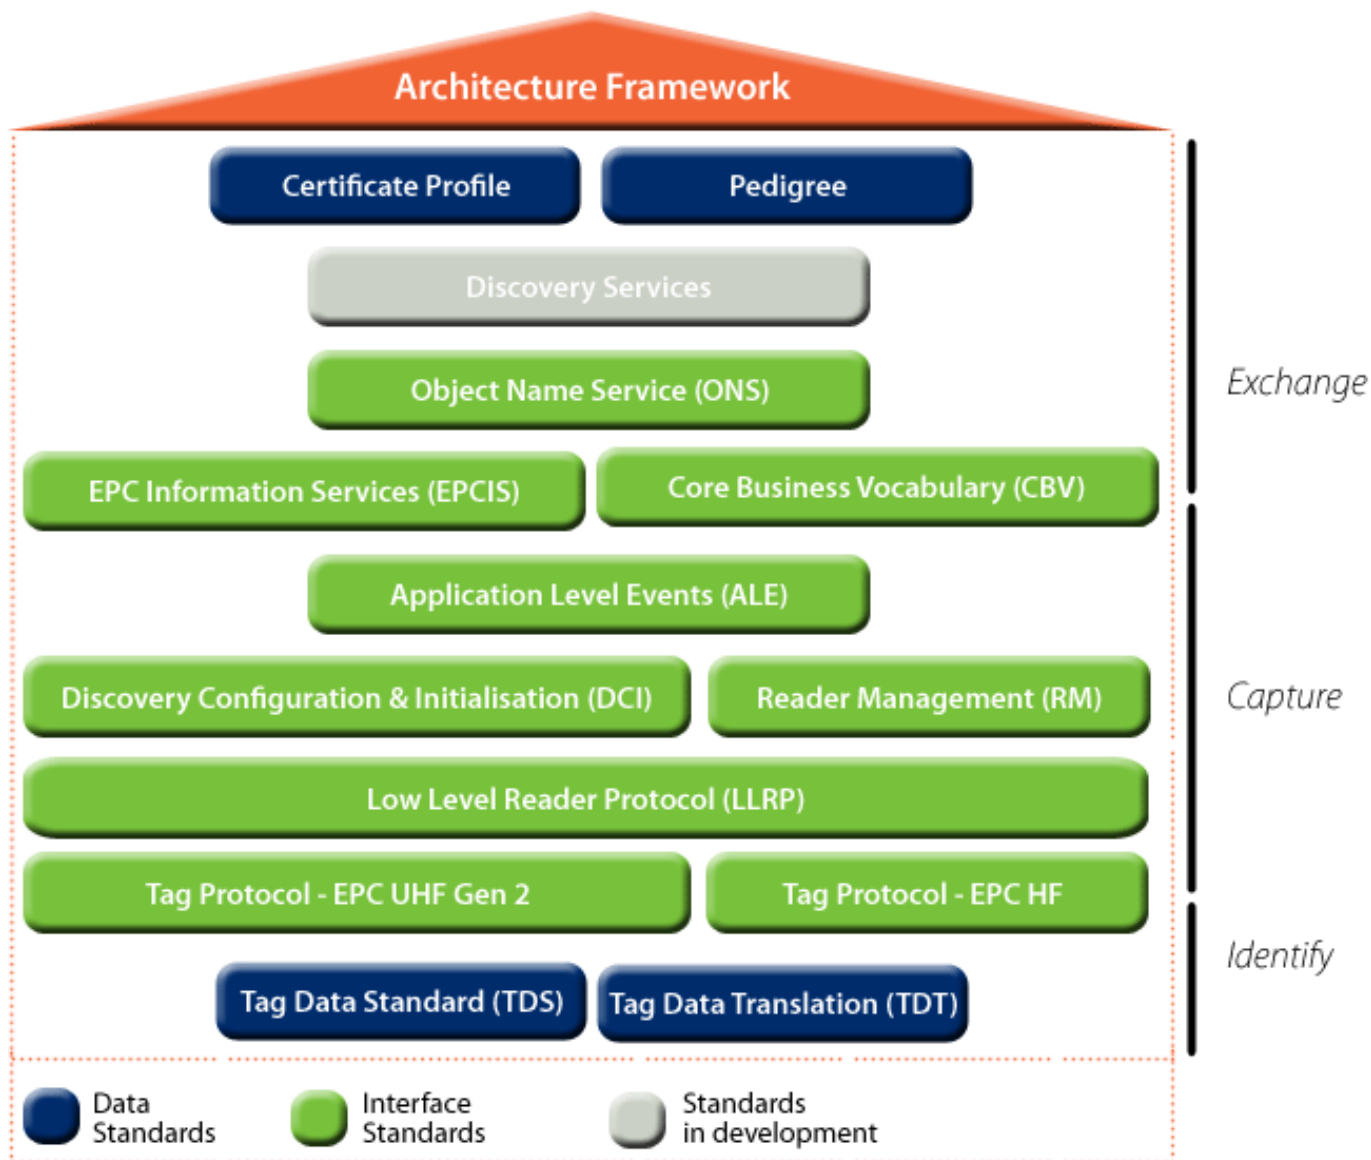 Architecture Framework
Certificate Profile
Pedigree
Discovery Services
Object Name Service (ONS)
Exchange
EPC Information Services (EPCIS)
Core Business Vocabulary (CBV)
Application Level Events (ALE)
Discovery Configuration & Initialisation (DCI)
Reader Management (RM)
Capture
Low Level Reader Protocol (LLRP)
Tag Protocol - EPC UHF Gen 2
Tag Protocol - EPC HF
Identify
Tag Data Standard (TDS)
Tag Data Translation (TDT)
Data
Standards
Interface
Standards
Standards
in development